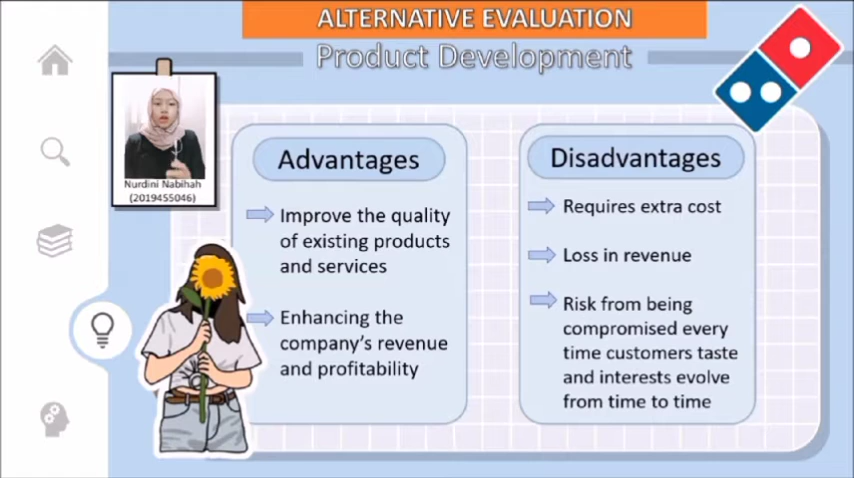 ALTERNATIVE EVALUATION
Product Development
Nurdini Nabihah
(2019455046)
Advantages
Improve the quality
of existing products
and services
Enhancing the
company's revenue
and profitability
Disadvantages
Requires extra cost
Loss in revenue
Risk from being
compromised every
time customers taste
and interests evolve
from time to time